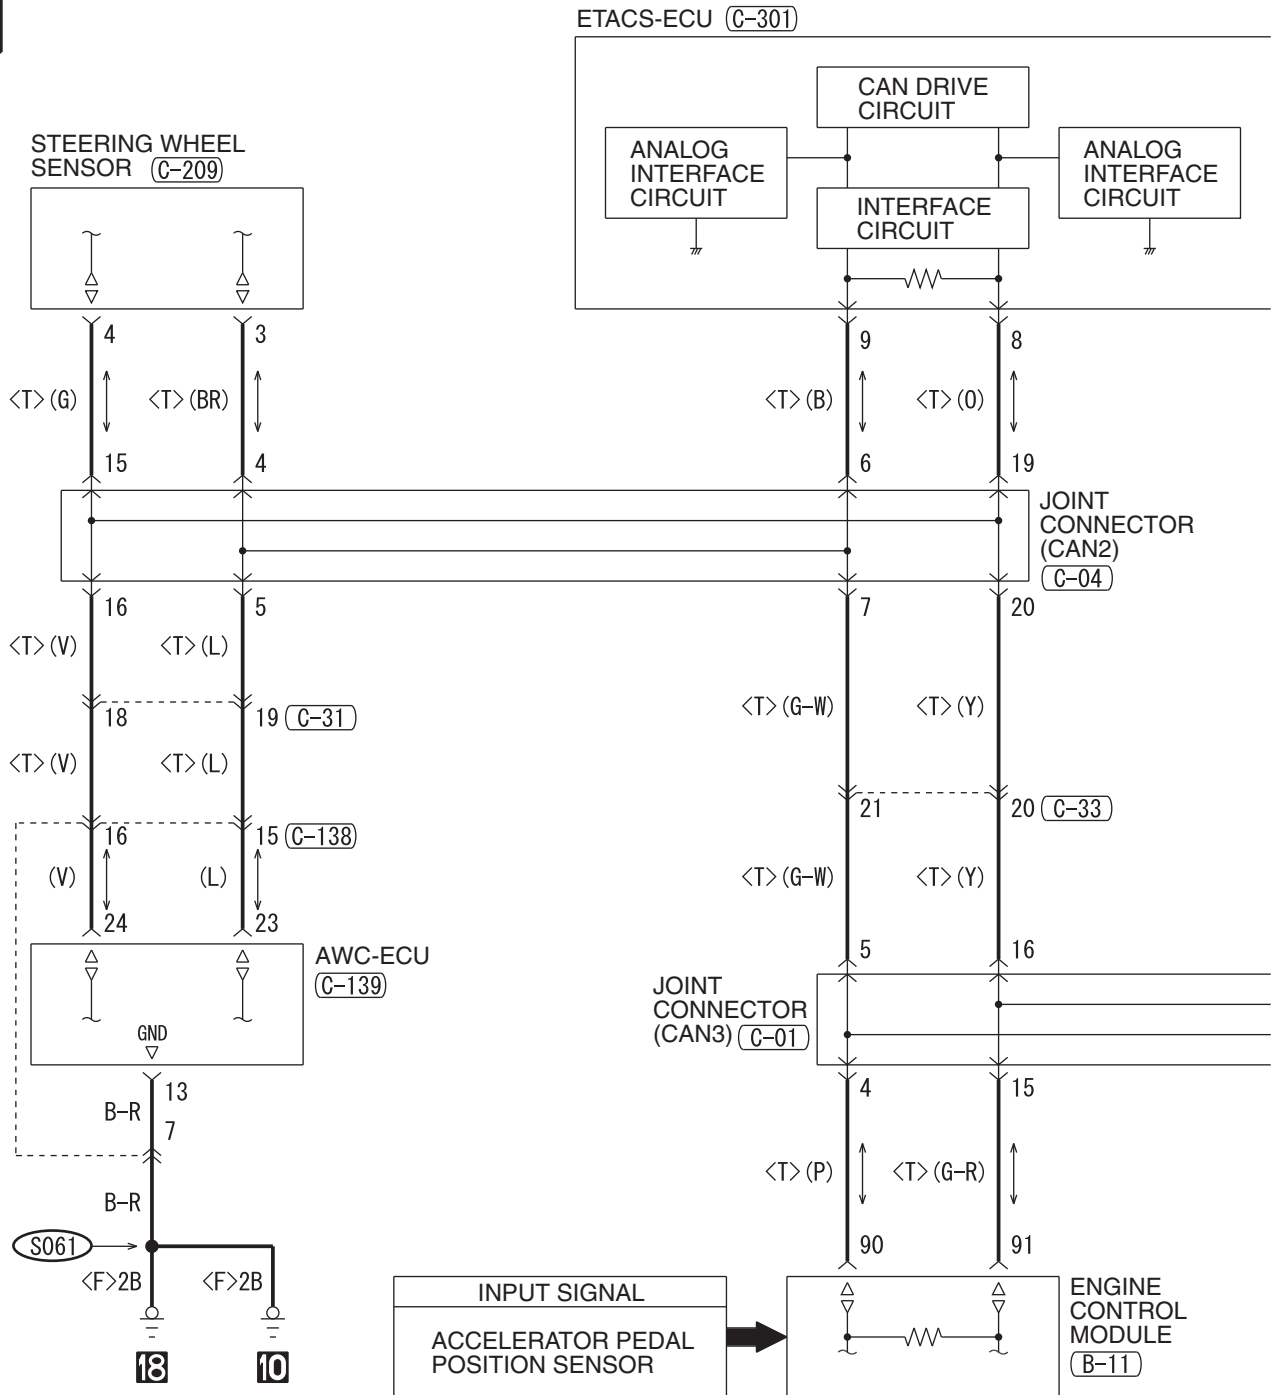 ETACS-ECU C-301
CAN DRIVE
CIRCUIT
ANALOG
INTERFACE
CIRCUIT
ANALOG
INTERFACE
CIRCUIT
INTERFACE
CIRCUIT
STEERING WHEEL
SENSOR C-209
4 3 9 8
<T>(G) <T>(BR) <T>(B) <T>(O)
15 4 6 19
JOINT
CONNECTOR
(CAN2)
C-04
16 5 7 20
<T>(V) <T>(L)
<T>(G-W) <T>(Y)
18 19 C-31
<T>(V) <T>(L)
21 20 C-33
16 15 C-138
(V) (L) <T>(G-W) <T>(Y)
24 23
5 16
AWC-ECU
C-139
GND
JOINT
CONNECTOR
(CAN3) C-01
13
4 15
B-R
7
<T>(P) <T>(G-R)
B-R
S061
90 91
<F>2B <F>2B
18 10
INPUT SIGNAL
ACCELERATOR PEDAL
POSITION SENSOR
ENGINE
CONTROL
MODULE
B-11